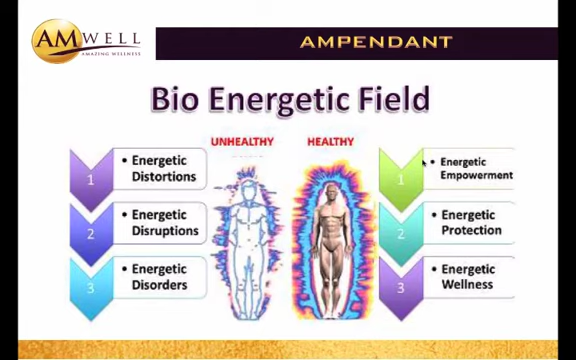 AMWELL
AMAZING WELLNESS
AMPENDANT
Bio Energetic Field
UNHEALTHY
HEALTHY
1
• Energetic
Distortions
2
• Energetic
Disruptions
3
• Energetic
Disorders
1
• Energetic
Empowerment
2
• Energetic
Protection
3
• Energetic
Wellness